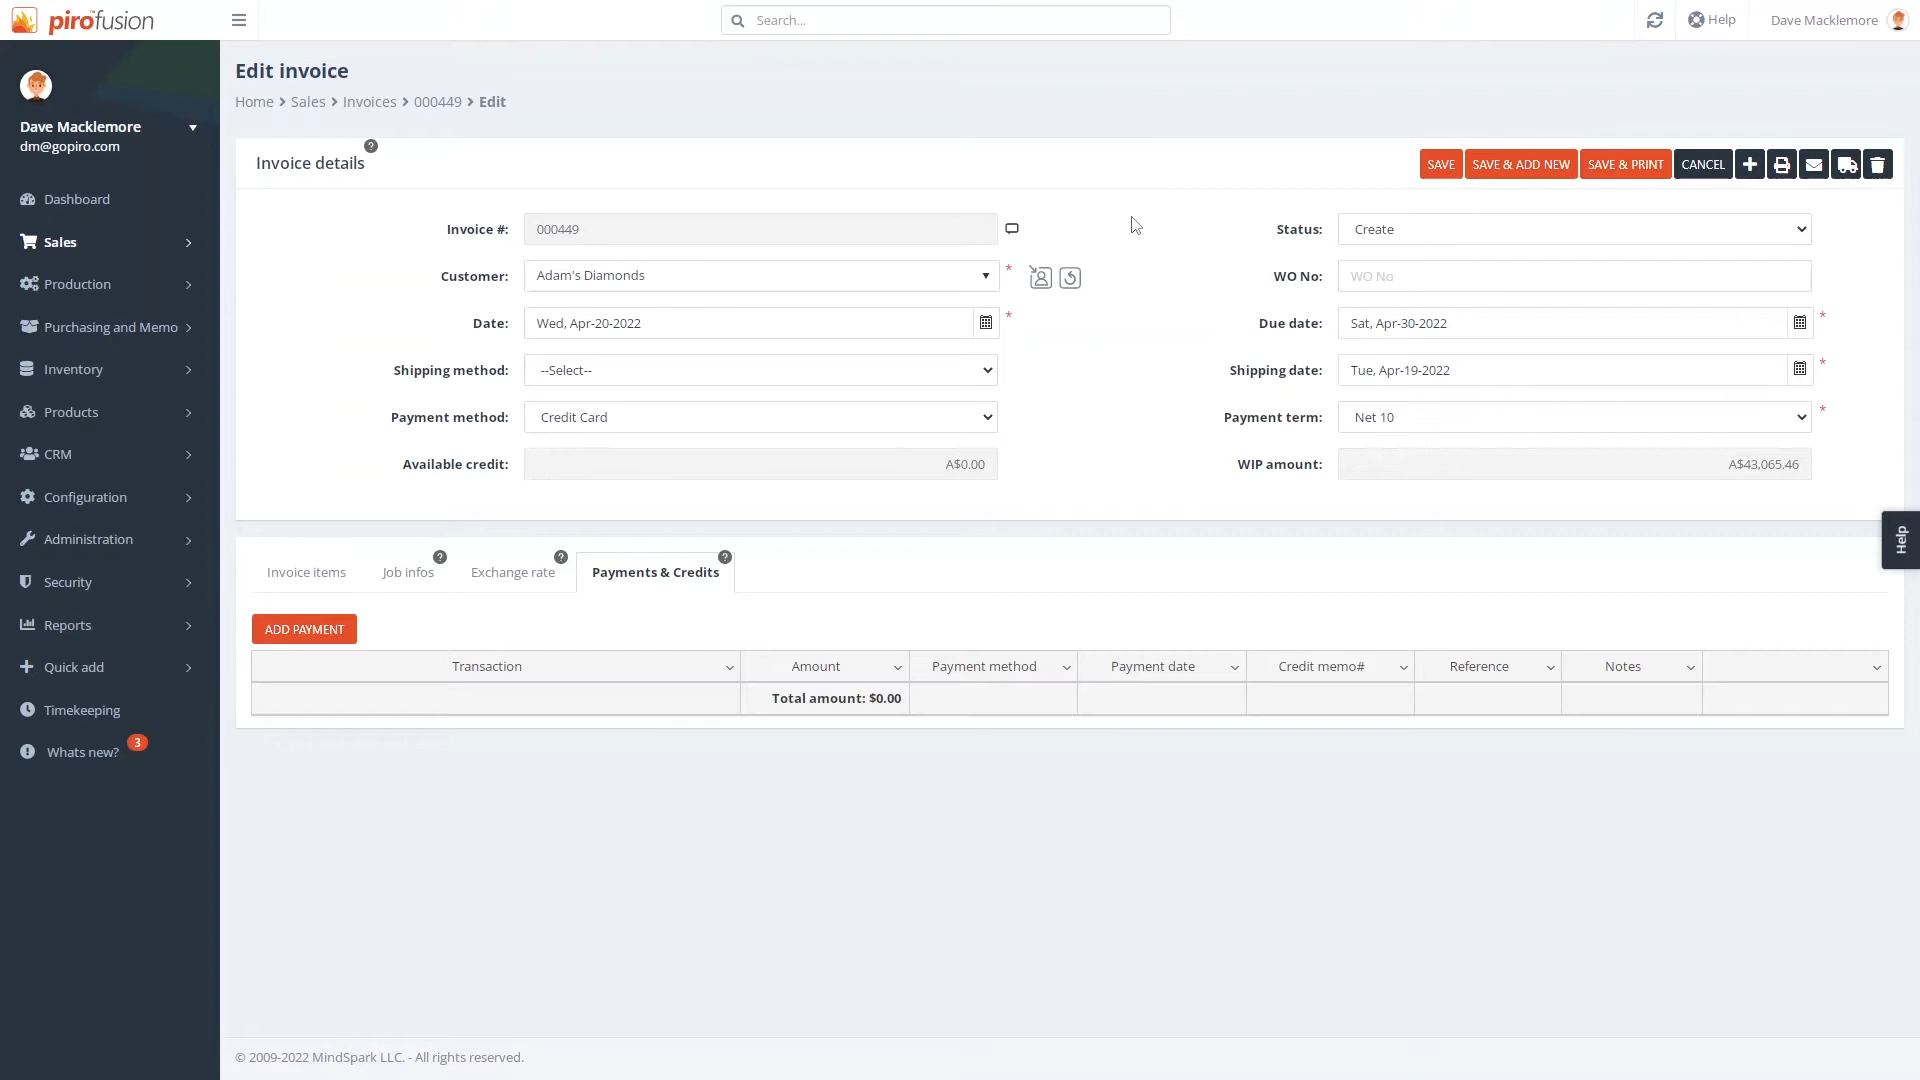 pirofusion
Search...
Help
Dave Macklemore
Dave Macklemore
dm@gopiro.com
Dashboard
Sales
Production
Purchasing and Memo
Inventory
Products
CRM
Configuration
Administration
Security
Reports
Quick add
Timekeeping
Whats new? 3
Edit invoice
Home > Sales > Invoices > 000449 > Edit
Invoice details ?
SAVE SAVE & ADD NEW SAVE & PRINT CANCEL
Invoice #: 000449
Status: Create
Customer: Adam's Diamonds *
WO No: WO No
Date: Wed, Apr-20-2022 *
Due date: Sat, Apr-30-2022 *
Shipping method: --Select--
Shipping date: Tue, Apr-19-2022 *
Payment method: Credit Card
Payment term: Net 10 *
Available credit: A$0.00
WIP amount: A$43,065.46
Help
Invoice items Job infos ? Exchange rate ? Payments & Credits ?
ADD PAYMENT
Transaction Amount Payment method Payment date Credit memo# Reference Notes
Total amount: $0.00
© 2009-2022 MindSpark LLC. - All rights reserved.